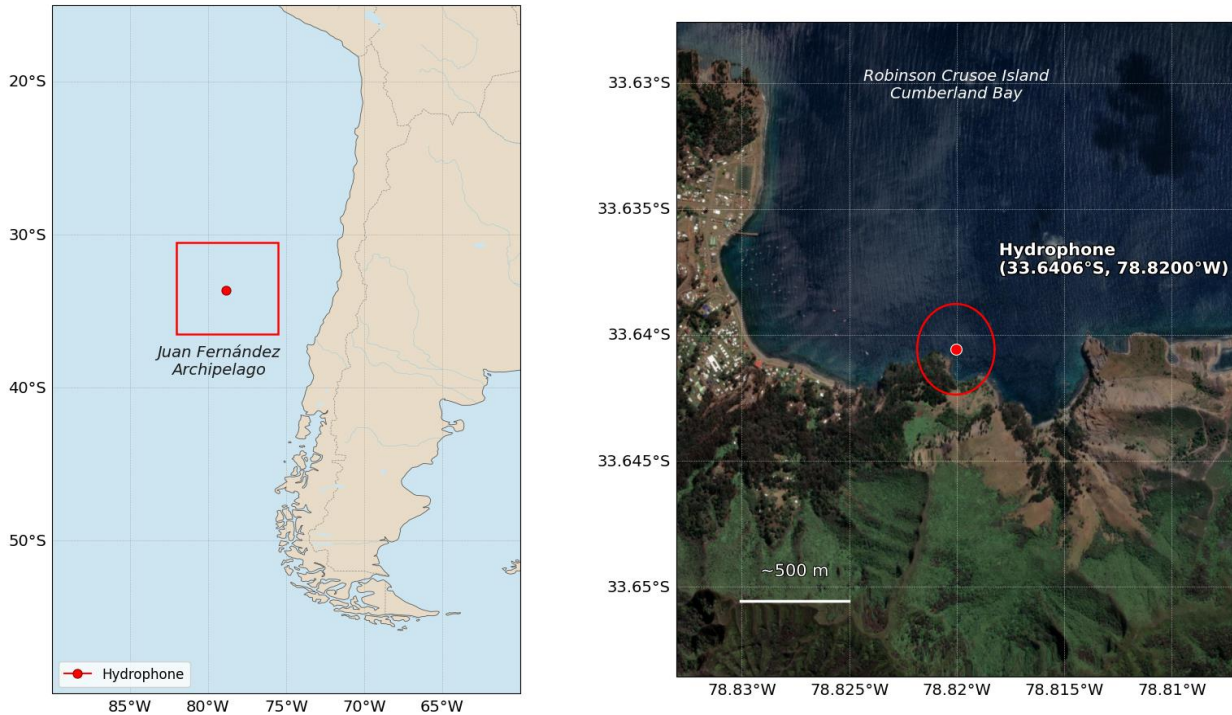 20°S
30°S
40°S
50°S
85°W
80°W
75°W
70°W
65°W
Juan Fernández
Archipelago
Hydrophone
Robinson Crusoe Island
Cumberland Bay
Hydrophone
(33.6406°S, 78.8200°W)
~500 m
33.63°S
33.635°S
33.64°S
33.645°S
33.65°S
78.83°W
78.825°W
78.820°W
78.815°W
78.81°W